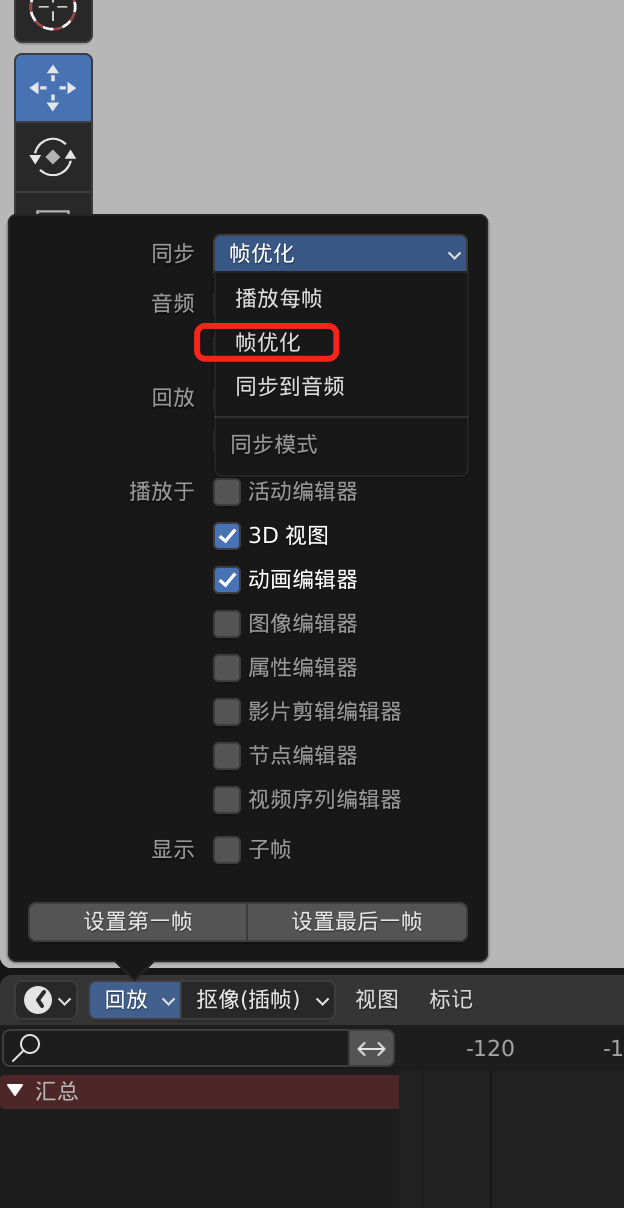 同步 帧优化
音频 播放每帧
帧优化
回放 同步到音频
同步模式
播放于 活动编辑器
3D 视图
动画编辑器
图像编辑器
属性编辑器
影片剪辑编辑器
节点编辑器
视频序列编辑器
显示 子帧
设置第一帧 设置最后一帧
回放 抠像(插帧) 视图 标记
-120 -1
汇总